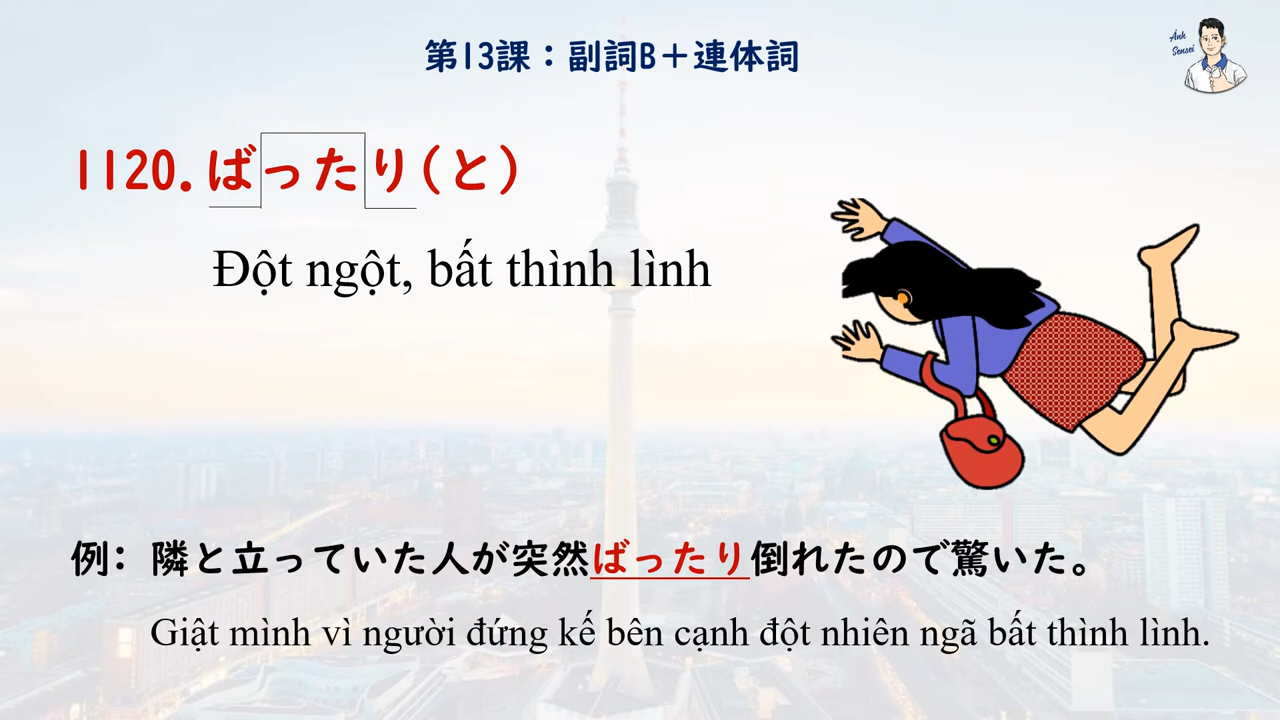 第13課：副詞B＋連体詞
Ánh
Sensei
1120. ばったり(と)
Đột ngột, bất thình lình
例: 隣と立っていた人が突然ばったり倒れたので驚いた。
Giật mình vì người đứng kế bên cạnh đột nhiên ngã bất thình lình.